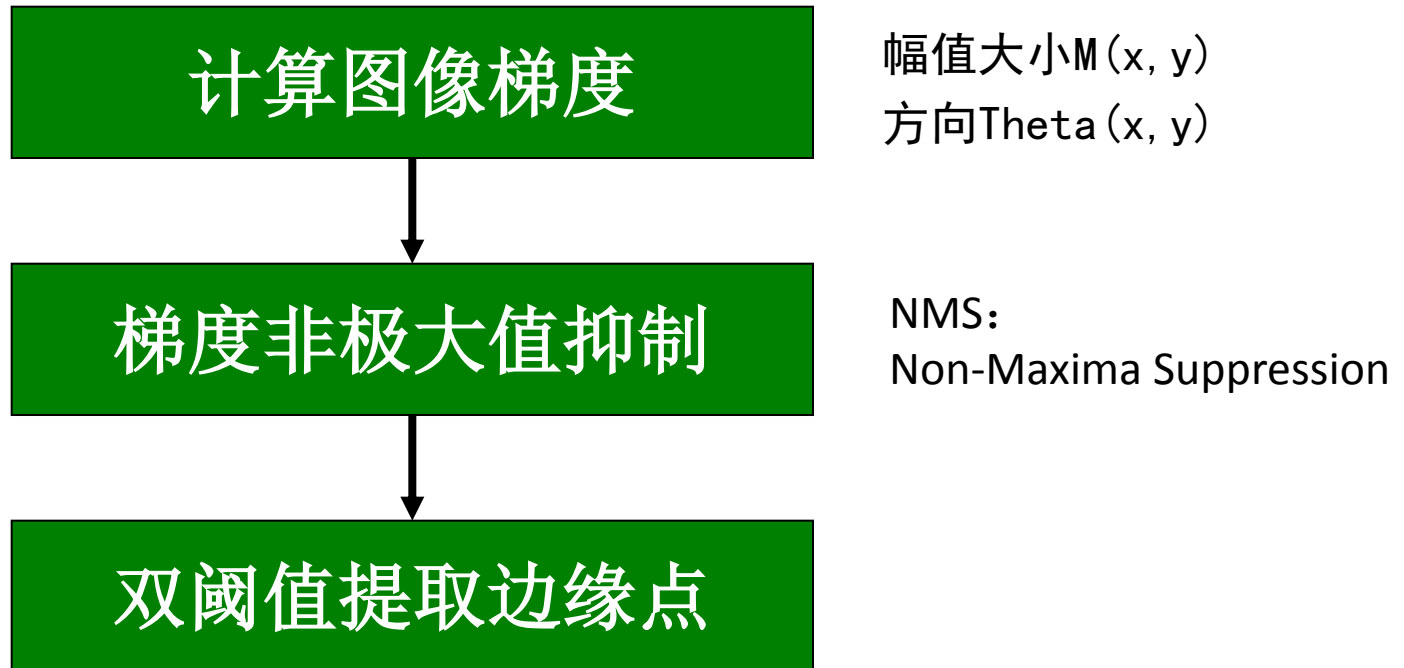 计算图像梯度
幅值大小M(x,y)
方向Theta(x,y)
梯度非极大值抑制
NMS：
Non-Maxima Suppression
双阈值提取边缘点